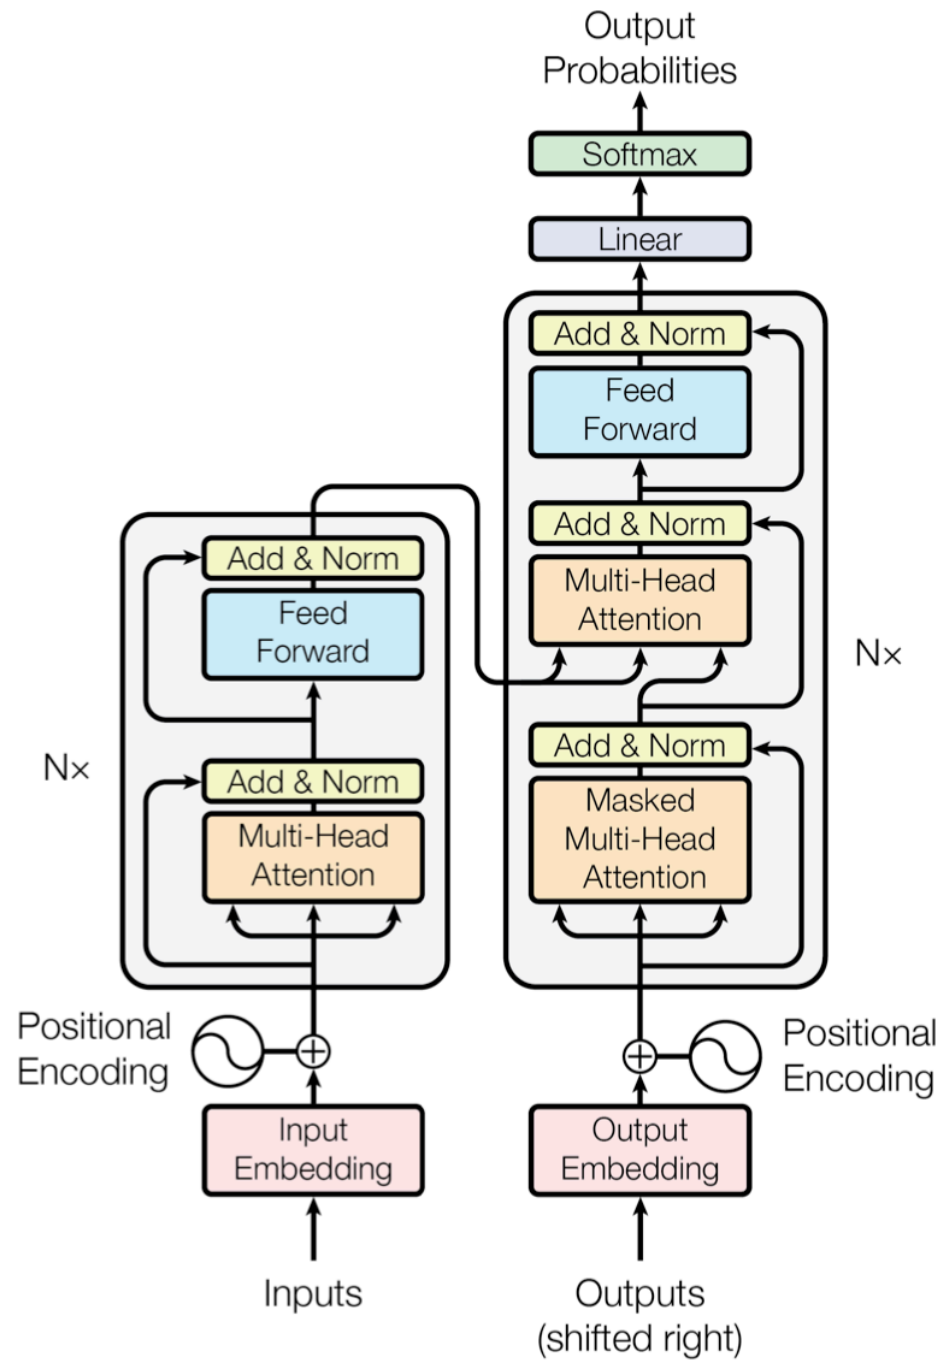 Output
Probabilities
Softmax
Linear
Add & Norm
Feed
Forward
Add & Norm
Multi-Head
Attention
Add & Norm
Masked
Multi-Head
Attention
N×
Add & Norm
Feed
Forward
Add & Norm
Multi-Head
Attention
N×
Positional
Encoding
Positional
Encoding
Input
Embedding
Output
Embedding
Inputs
Outputs
(shifted right)